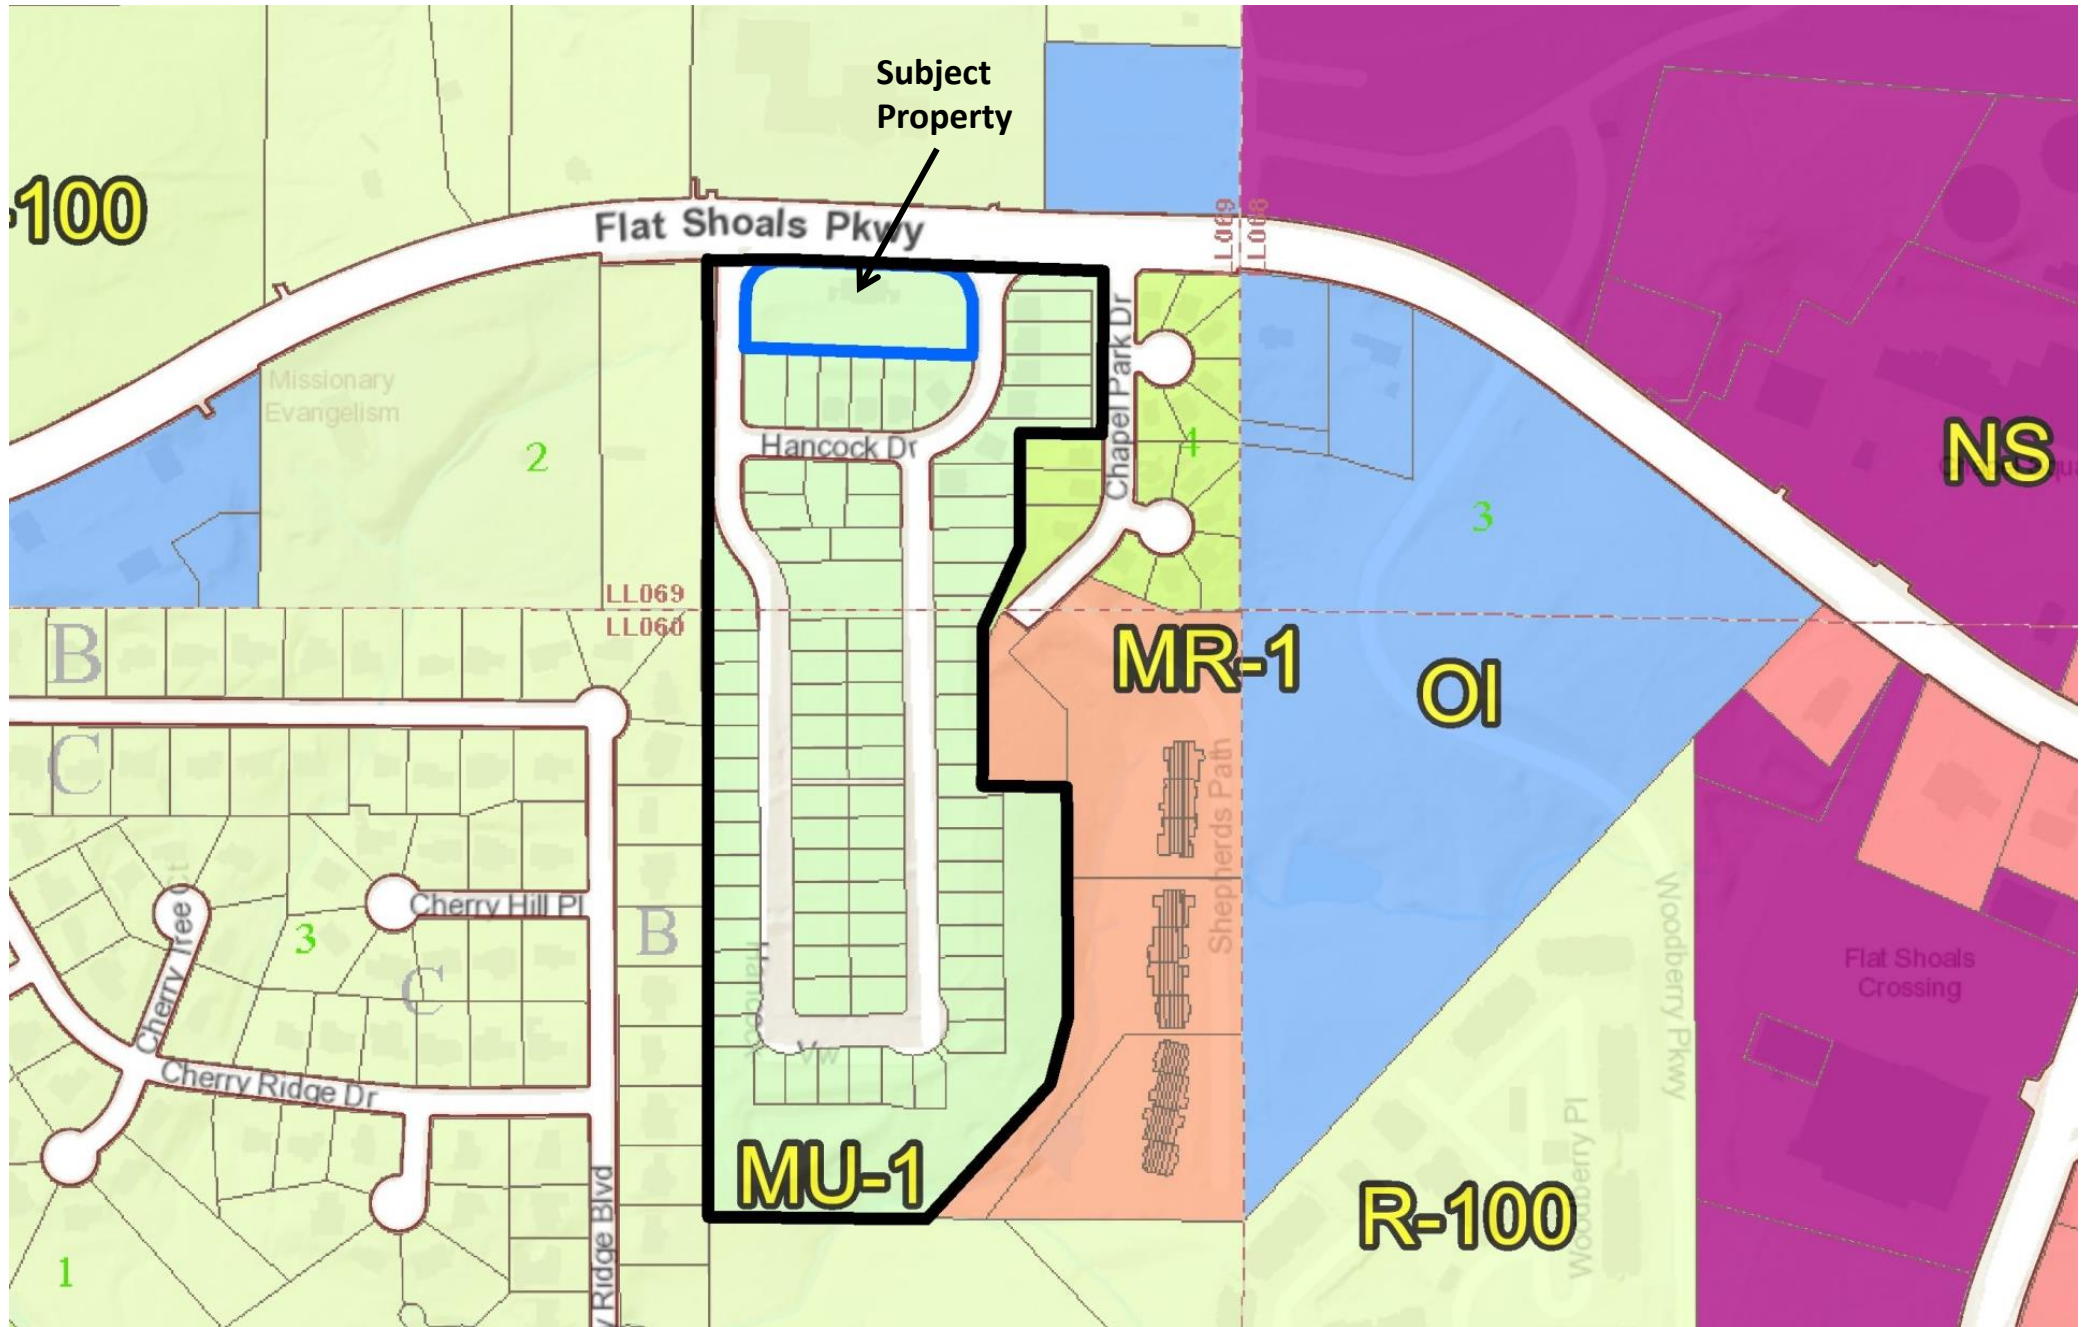 Subject
Property
-100
Flat Shoals Pkwy
LL069
LL068
Missionary
Evangelism
2
Hancock Dr
Chapel Park Dr
4
3
NS
LL069
LL060
B
MR-1
OI
C
Shepherds Path
Cherry Hill Pl
Cherry Tree Ct
3
C
B
Hancock
Vw
Woodberry Pkwy
Flat Shoals
Crossing
Cherry Ridge Dr
MU-1
R-100
Woodberry Pl
1
y Ridge Blvd